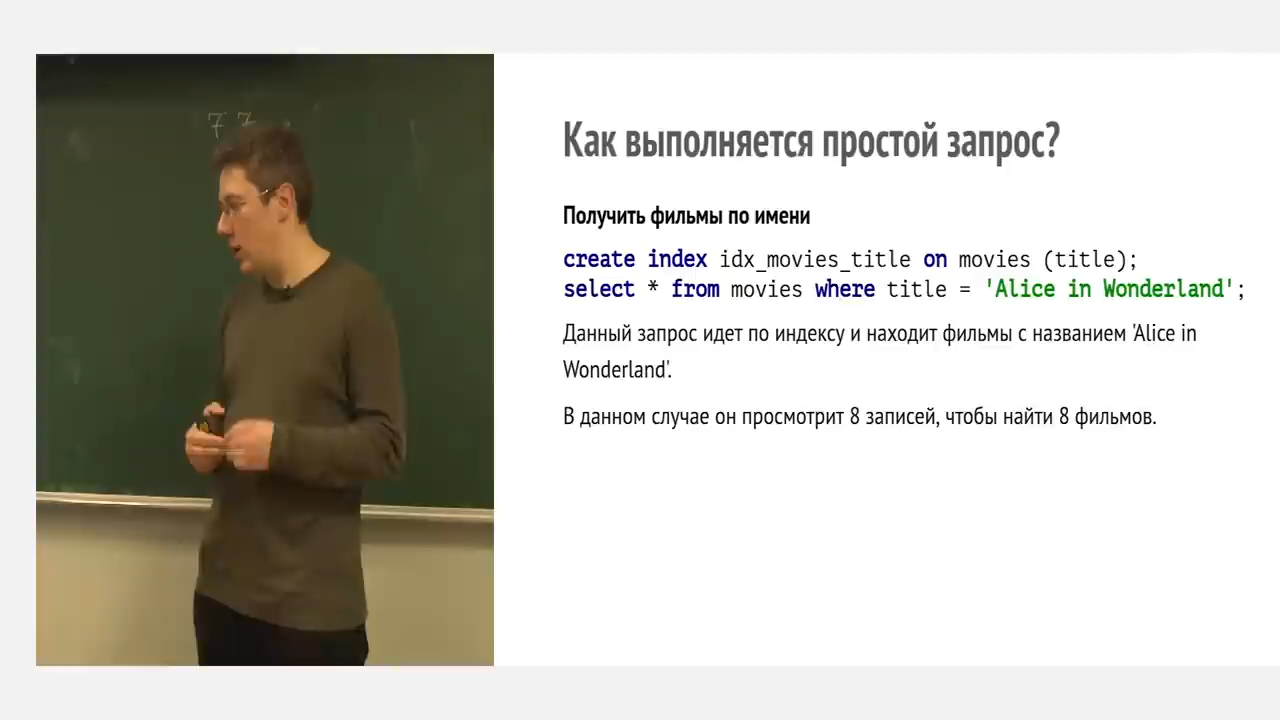 7 7
Как выполняется простой запрос?
Получить фильмы по имени
create index idx_movies_title on movies (title);
select * from movies where title = 'Alice in Wonderland';
Данный запрос идет по индексу и находит фильмы с названием 'Alice in
Wonderland'.
В данном случае он просмотрит 8 записей, чтобы найти 8 фильмов.